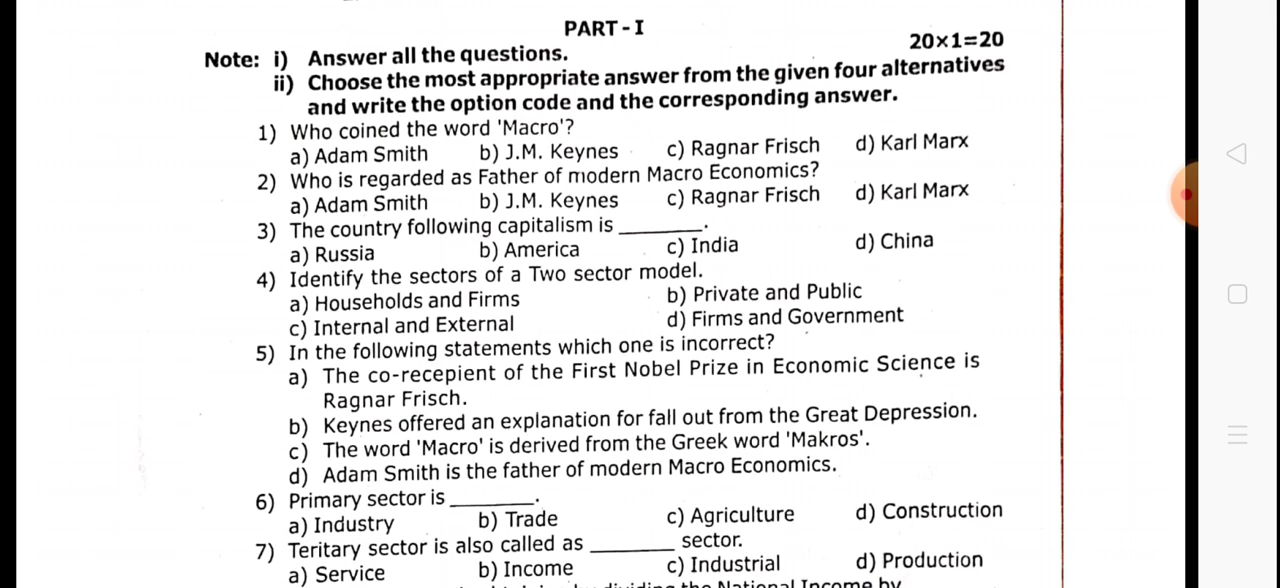 PART - I
20×1=20
Note: i) Answer all the questions.
ii) Choose the most appropriate answer from the given four alternatives
and write the option code and the corresponding answer.
1) Who coined the word 'Macro'?
a) Adam Smith b) J.M. Keynes c) Ragnar Frisch d) Karl Marx
2) Who is regarded as Father of modern Macro Economics?
a) Adam Smith b) J.M. Keynes c) Ragnar Frisch d) Karl Marx
3) The country following capitalism is ________.
a) Russia b) America c) India d) China
4) Identify the sectors of a Two sector model.
a) Households and Firms b) Private and Public
c) Internal and External d) Firms and Government
5) In the following statements which one is incorrect?
a) The co-recepient of the First Nobel Prize in Economic Science is
Ragnar Frisch.
b) Keynes offered an explanation for fall out from the Great Depression.
c) The word 'Macro' is derived from the Greek word 'Makros'.
d) Adam Smith is the father of modern Macro Economics.
6) Primary sector is ________.
a) Industry b) Trade c) Agriculture d) Construction
7) Teritary sector is also called as ________ sector.
a) Service b) Income c) Industrial d) Production
dividing the National Income by